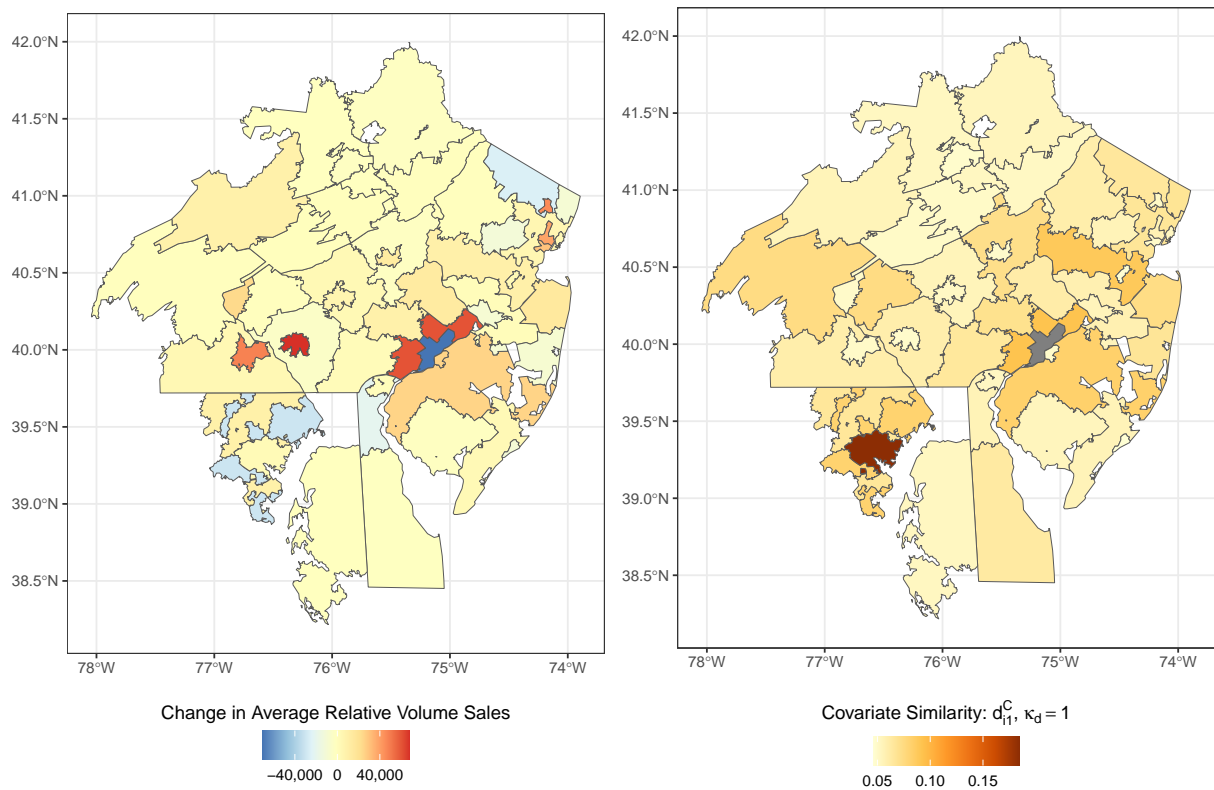 42.0°N
41.5°N
41.0°N
40.5°N
40.0°N
39.5°N
39.0°N
38.5°N
78°W 77°W 76°W 75°W 74°W
Change in Average Relative Volume Sales
−40,000 0 40,000
42.0°N
41.5°N
41.0°N
40.5°N
40.0°N
39.5°N
39.0°N
38.5°N
78°W 77°W 76°W 75°W 74°W
Covariate Similarity: d_{i1}^{C}, κ_d = 1
0.05 0.10 0.15